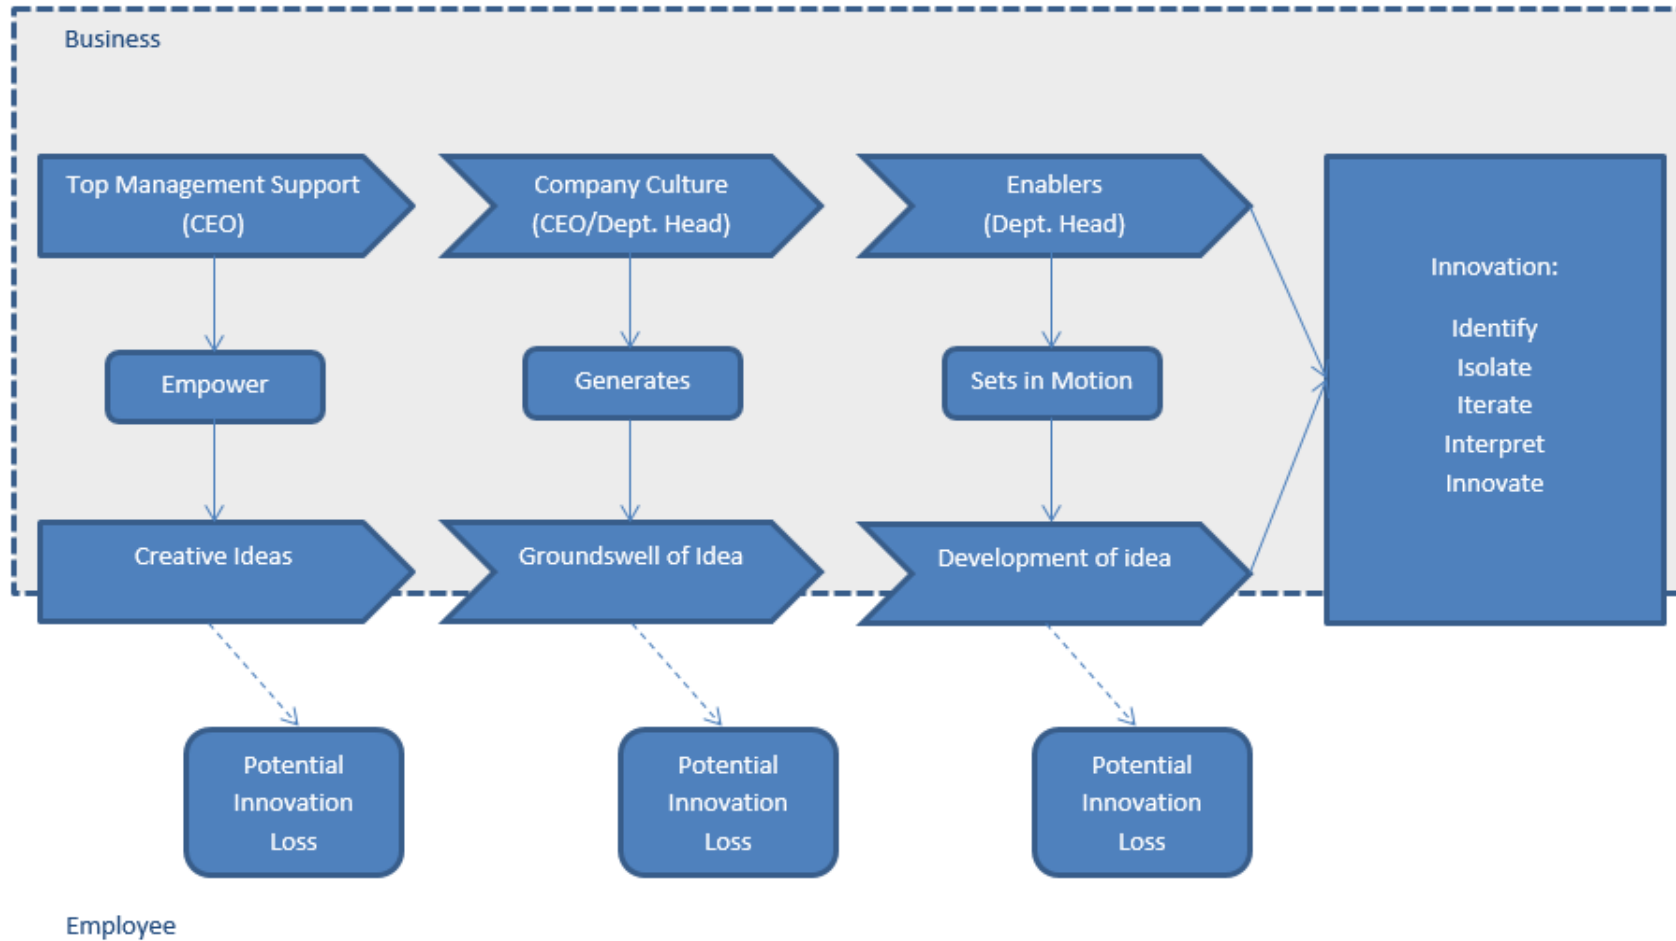 Business
Top Management Support
(CEO)
Company Culture
(CEO/Dept. Head)
Enablers
(Dept. Head)
Innovation:
Identify
Isolate
Iterate
Interpret
Innovate
Empower
Generates
Sets in Motion
Creative Ideas
Groundswell of Idea
Development of idea
Potential
Innovation
Loss
Potential
Innovation
Loss
Potential
Innovation
Loss
Employee